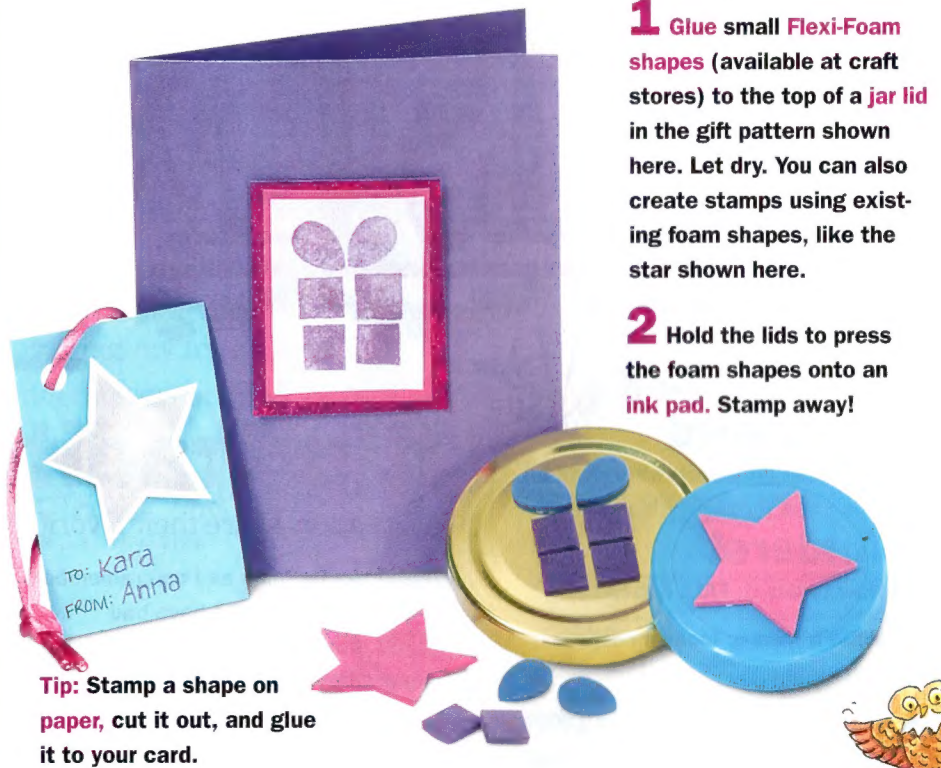 1 Glue small Flexi-Foam
shapes (available at craft
stores) to the top of a jar lid
in the gift pattern shown
here. Let dry. You can also
create stamps using exist-
ing foam shapes, like the
star shown here.
2 Hold the lids to press
the foam shapes onto an
ink pad. Stamp away!
TO: Kara
FROM: Anna
Tip: Stamp a shape on
paper, cut it out, and glue
it to your card.